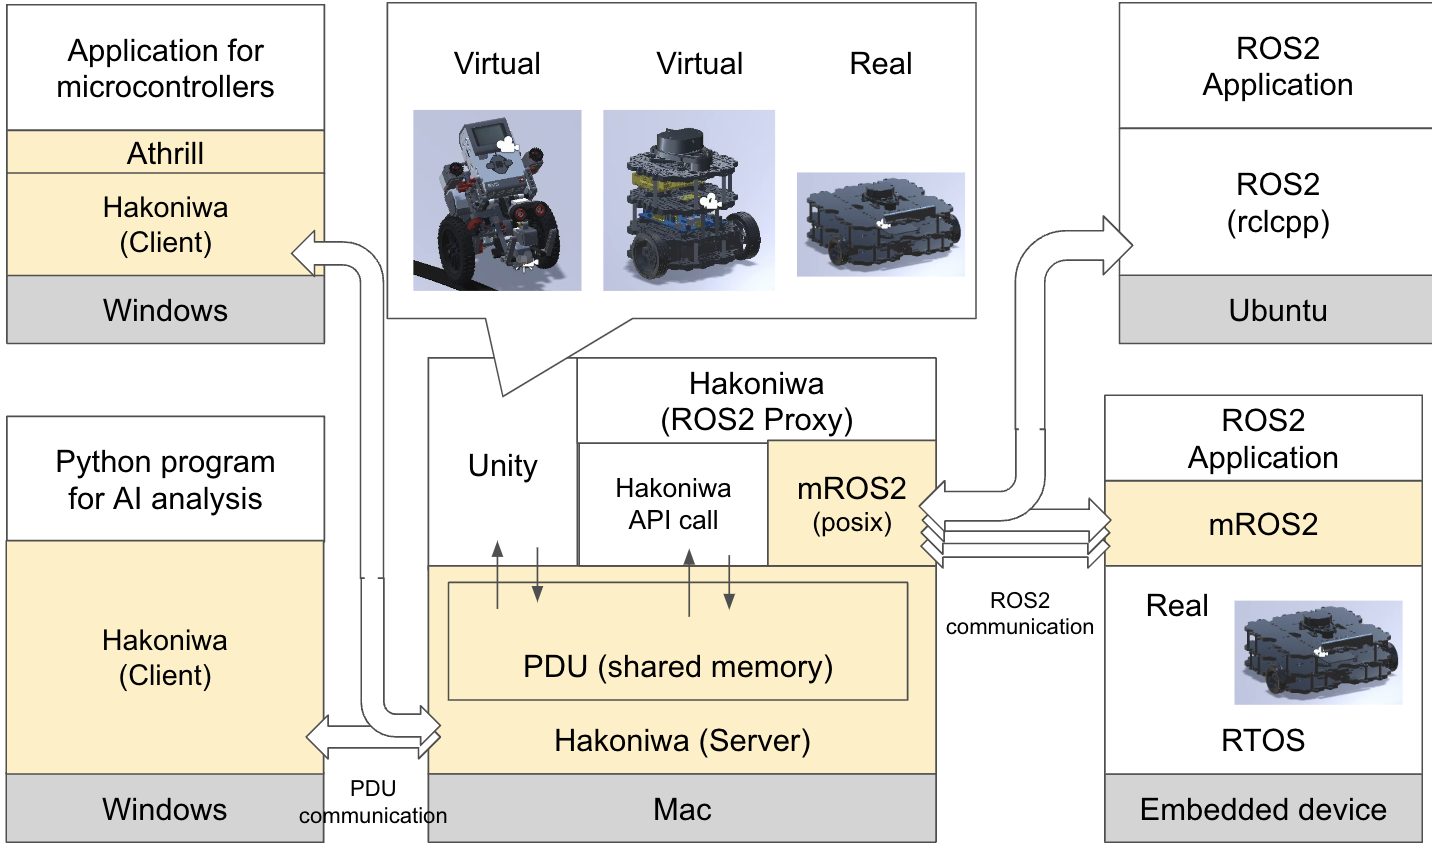 Application for
microcontrollers
Athrill
Hakoniwa
(Client)
Windows
Virtual
Virtual
Real
ROS2
Application
ROS2
(rclcpp)
Ubuntu
Python program
for AI analysis
Hakoniwa
(Client)
Windows
PDU
communication
Unity
Hakoniwa
(ROS2 Proxy)
Hakoniwa
API call
mROS2
(posix)
PDU (shared memory)
Hakoniwa (Server)
Mac
ROS2
communication
ROS2
Application
mROS2
Real
RTOS
Embedded device